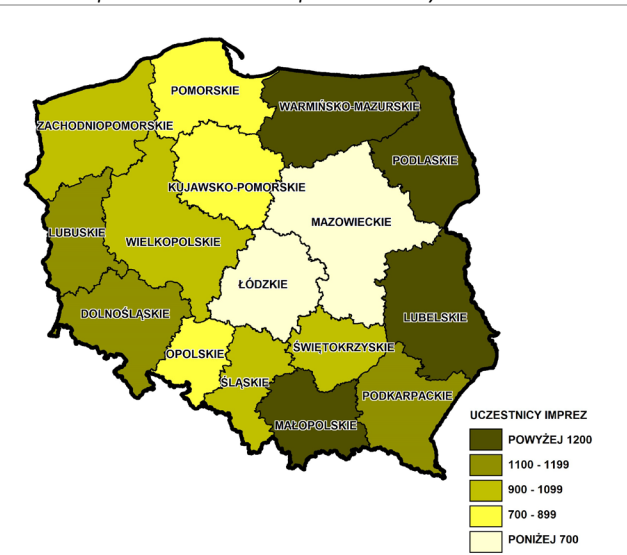 POMORSKIE
WARMIŃSKO-MAZURSKIE
ZACHODNIOPOMORSKIE
PODLASKIE
KUJAWSKO-POMORSKIE
MAZOWIECKIE
LUBUSKIE
WIELKOPOLSKIE
ŁÓDZKIE
DOLNOŚLĄSKIE
LUBELSKIE
ŚWIĘTOKRZYSKIE
OPOLSKIE
ŚLĄSKIE
PODKARPACKIE
MAŁOPOLSKIE
UCZESTNICY IMPREZ
POWYŻEJ 1200
1100 - 1199
900 - 1099
700 - 899
PONIŻEJ 700